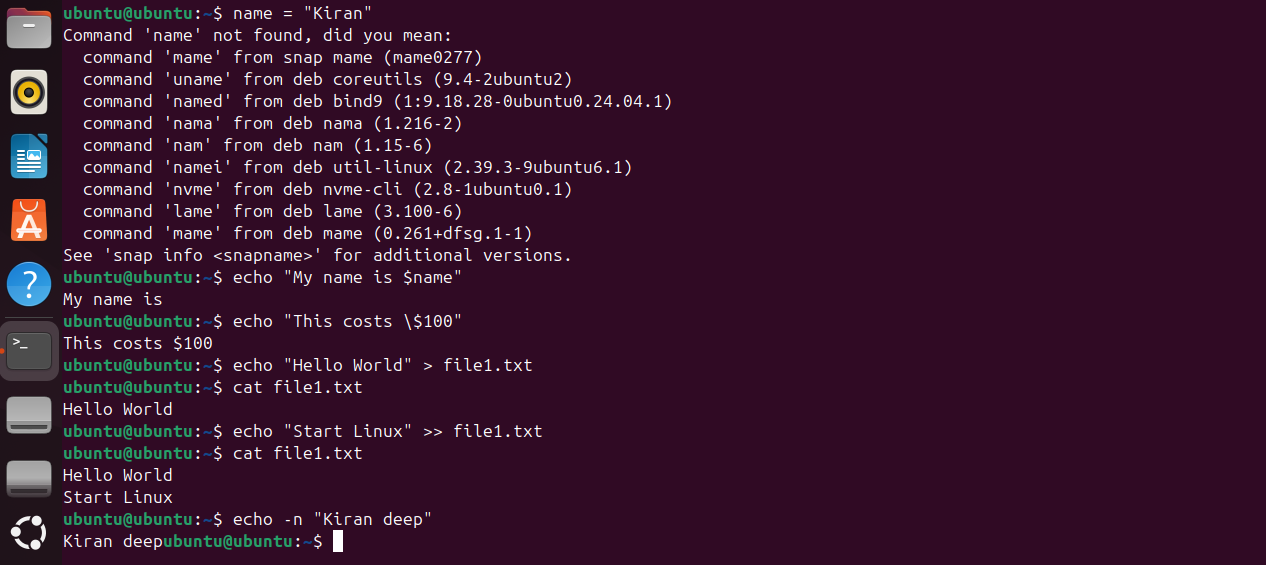 ubuntu@ubuntu:~$ name = "Kiran"
Command 'name' not found, did you mean:
  command 'mame' from snap mame (mame0277)
  command 'uname' from deb coreutils (9.4-2ubuntu2)
  command 'named' from deb bind9 (1:9.18.28-0ubuntu0.24.04.1)
  command 'nama' from deb nama (1.216-2)
  command 'nam' from deb nam (1.15-6)
  command 'namei' from deb util-linux (2.39.3-9ubuntu6.1)
  command 'nvme' from deb nvme-cli (2.8-1ubuntu0.1)
  command 'lame' from deb lame (3.100-6)
  command 'mame' from deb mame (0.261+dfsg.1-1)
See 'snap info <snapname>' for additional versions.
ubuntu@ubuntu:~$ echo "My name is $name"
My name is
ubuntu@ubuntu:~$ echo "This costs \$100"
This costs $100
ubuntu@ubuntu:~$ echo "Hello World" > file1.txt
ubuntu@ubuntu:~$ cat file1.txt
Hello World
ubuntu@ubuntu:~$ echo "Start Linux" >> file1.txt
ubuntu@ubuntu:~$ cat file1.txt
Hello World
Start Linux
ubuntu@ubuntu:~$ echo -n "Kiran deep"
Kiran deepubuntu@ubuntu:~$